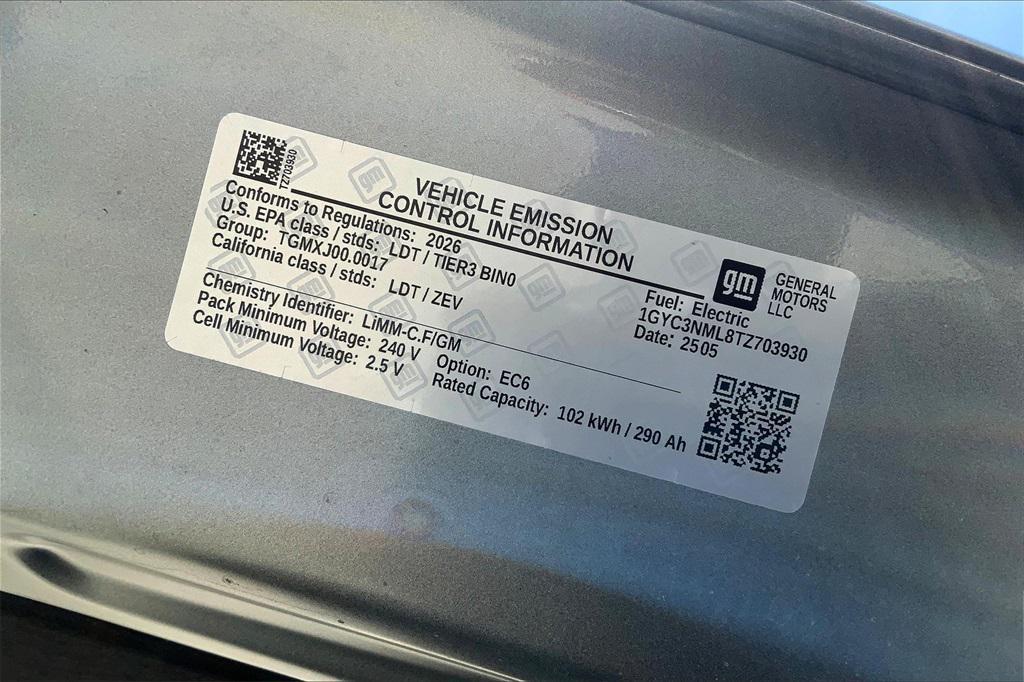 TZ703930
VEHICLE EMISSION
CONTROL INFORMATION
gm
GENERAL
MOTORS
LLC
Conforms to Regulations: 2026
U.S. EPA class / stds: LDT / TIER3 BIN0
Group: TGMXJ00.0017
California class / stds: LDT / ZEV
Fuel: Electric
1GYC3NML8TZ703930
Date: 2505
Chemistry Identifier: LiMM-C.F/GM
Pack Minimum Voltage: 240 V Option: EC6
Cell Minimum Voltage: 2.5 V Rated Capacity: 102 kWh / 290 Ah